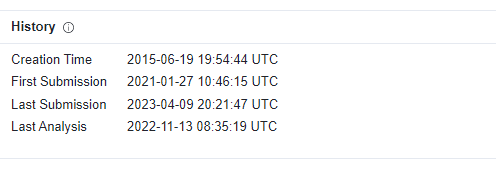 History
Creation Time 2015-06-19 19:54:44 UTC
First Submission 2021-01-27 10:46:15 UTC
Last Submission 2023-04-09 20:21:47 UTC
Last Analysis 2022-11-13 08:35:19 UTC